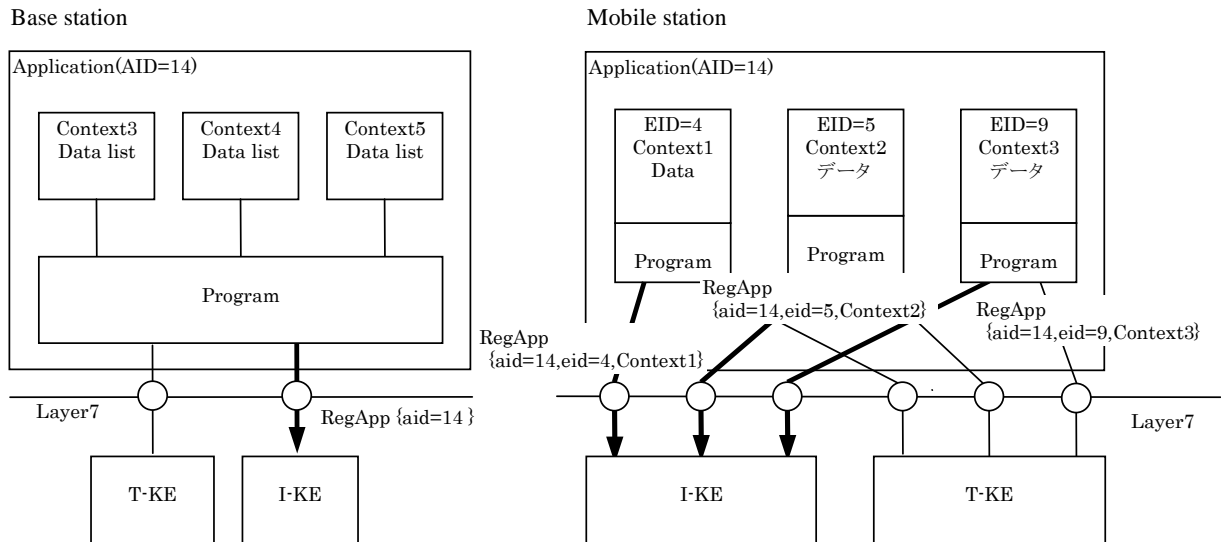 Base station
Application(AID=14)
Context3
Data list
Context4
Data list
Context5
Data list
Program
Layer7
RegApp {aid=14 }
T-KE
I-KE
Mobile station
Application(AID=14)
EID=4
Context1
Data
EID=5
Context2
データ
EID=9
Context3
データ
Program
Program
Program
RegApp
{aid=14,eid=5,Context2}
RegApp
{aid=14,eid=9,Context3}
RegApp
{aid=14,eid=4,Context1}
Layer7
I-KE
T-KE